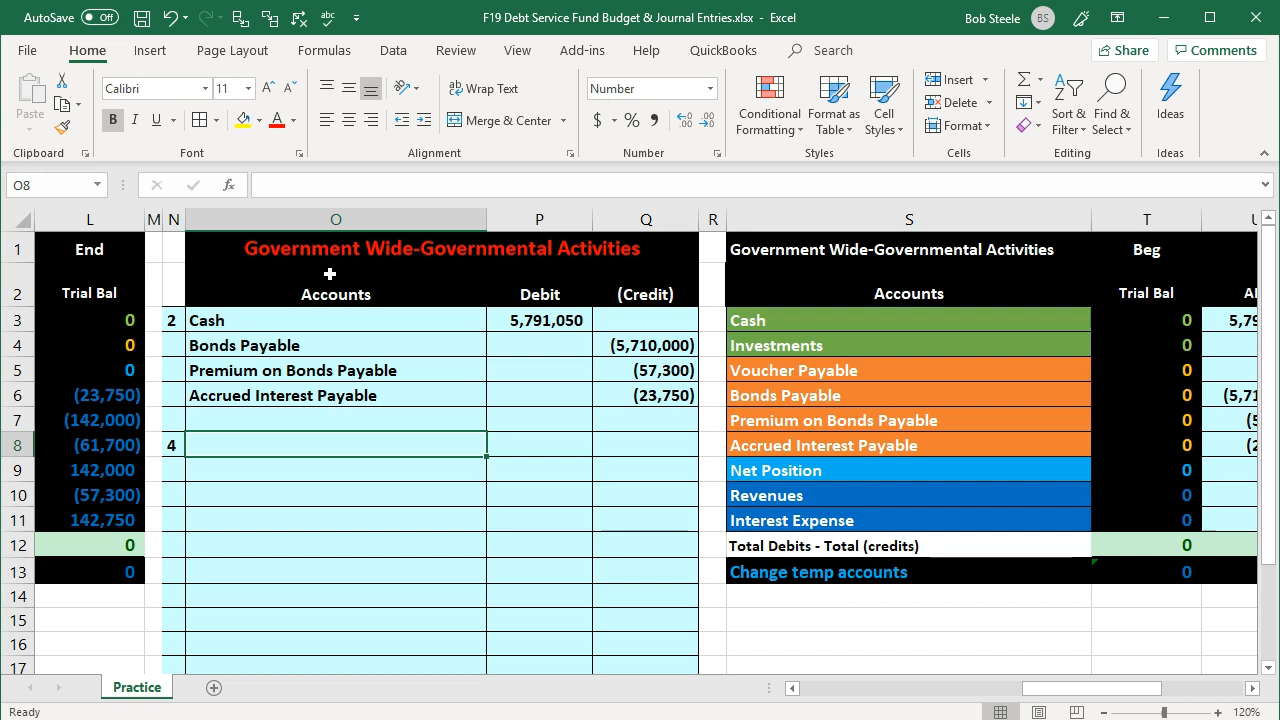 AutoSave Off F19 Debt Service Fund Budget & Journal Entries.xlsx - Excel Bob Steele BS
File Home Insert Page Layout Formulas Data Review View Add-ins Help QuickBooks Search Share Comments
Calibri 11 Wrap Text Number Insert
Paste Conditional Format as Cell Delete Sort & Find & Ideas
B I U Merge & Center $ % Formatting Table Styles Format Filter Select
Clipboard Font Alignment Number Styles Cells Editing Ideas
O8 fx
L M N O P Q R S T U
1 End Government Wide-Governmental Activities Government Wide-Governmental Activities Beg
2 Trial Bal Accounts Debit (Credit) Accounts Trial Bal
3 0 2 Cash 5,791,050 Cash 0 5,79
4 0 Bonds Payable (5,710,000) Investments 0
5 0 Premium on Bonds Payable (57,300) Voucher Payable 0
6 (23,750) Accrued Interest Payable (23,750) Bonds Payable 0 (5,71
7 (142,000) Premium on Bonds Payable 0 (5
8 (61,700) 4 Accrued Interest Payable 0 (2
9 142,000 Net Position 0
10 (57,300) Revenues 0
11 142,750 Interest Expense 0
12 0 Total Debits - Total (credits) 0
13 0 Change temp accounts 0
14
15
16
17
Practice
Ready 120%